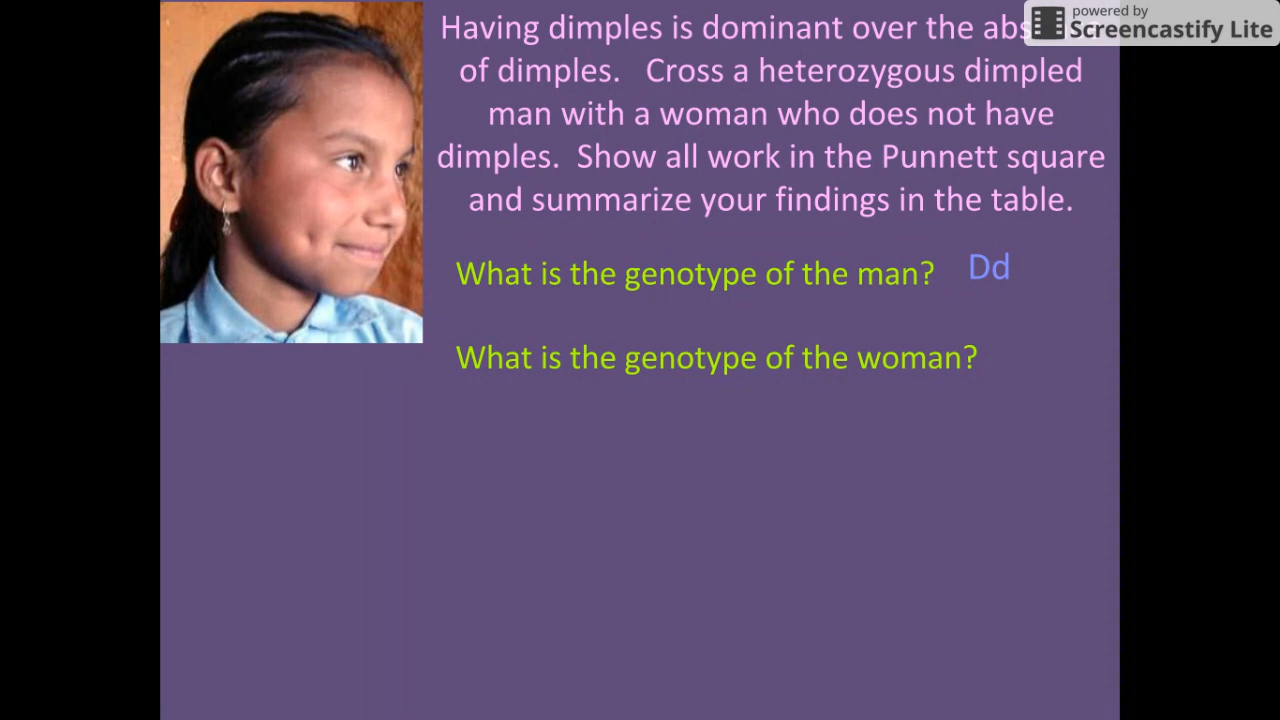 Having dimples is dominant over the
of dimples. Cross a heterozygous dimpled
man with a woman who does not have
dimples. Show all work in the Punnett square
and summarize your findings in the table.
What is the genotype of the man? Dd
What is the genotype of the woman?
powered by
Screencastify Lite